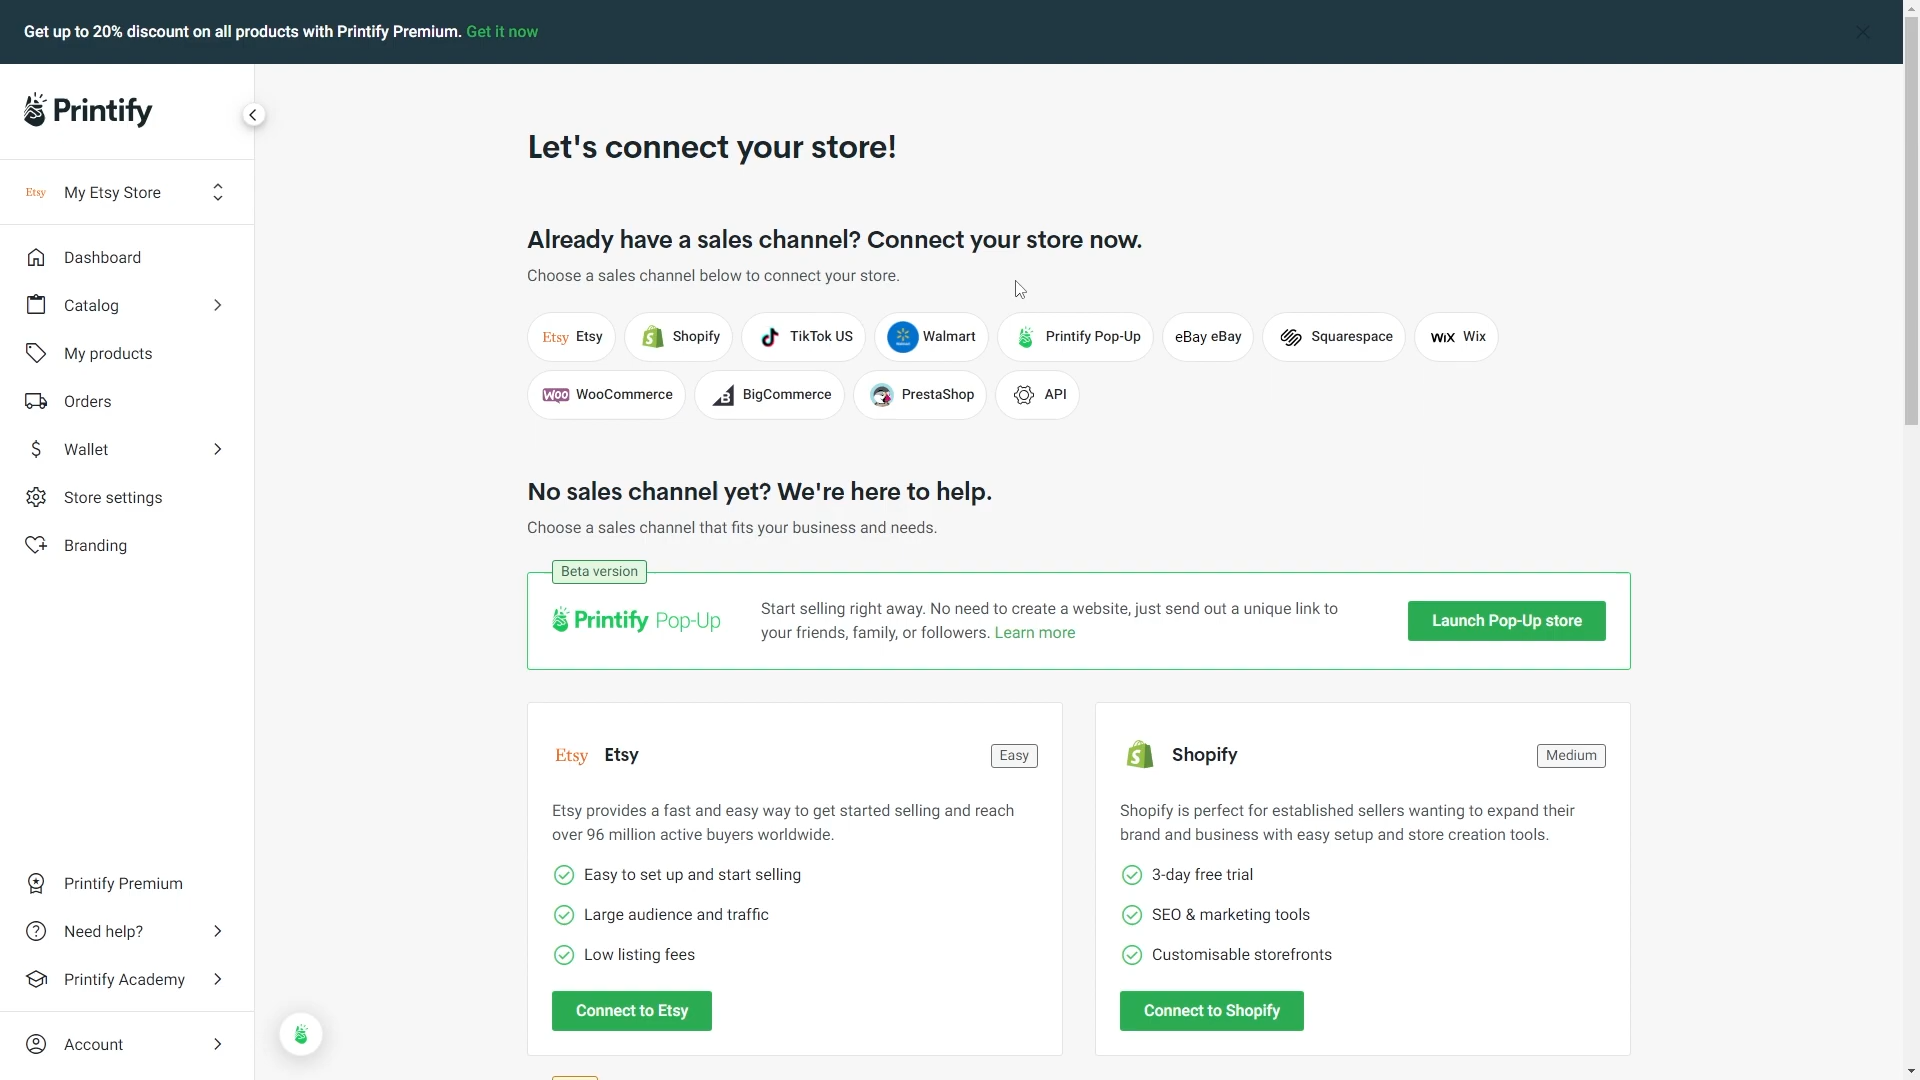 Get up to 20% discount on all products with Printify Premium. Get it now
Printify
Etsy My Etsy Store
Dashboard
Catalog
My products
Orders
Wallet
Store settings
Branding
Printify Premium
Need help?
Printify Academy
Account
Let's connect your store!
Already have a sales channel? Connect your store now.
Choose a sales channel below to connect your store.
Etsy Etsy Shopify TikTok US Walmart Printify Pop-Up eBay eBay Squarespace WiX Wix
Woo WooCommerce BigCommerce PrestaShop API
No sales channel yet? We're here to help.
Choose a sales channel that fits your business and needs.
Beta version
Printify Pop-Up
Start selling right away. No need to create a website, just send out a unique link to
your friends, family, or followers. Learn more
Launch Pop-Up store
Etsy Etsy Easy
Etsy provides a fast and easy way to get started selling and reach
over 96 million active buyers worldwide.
Easy to set up and start selling
Large audience and traffic
Low listing fees
Connect to Etsy
Shopify Medium
Shopify is perfect for established sellers wanting to expand their
brand and business with easy setup and store creation tools.
3-day free trial
SEO & marketing tools
Customisable storefronts
Connect to Shopify